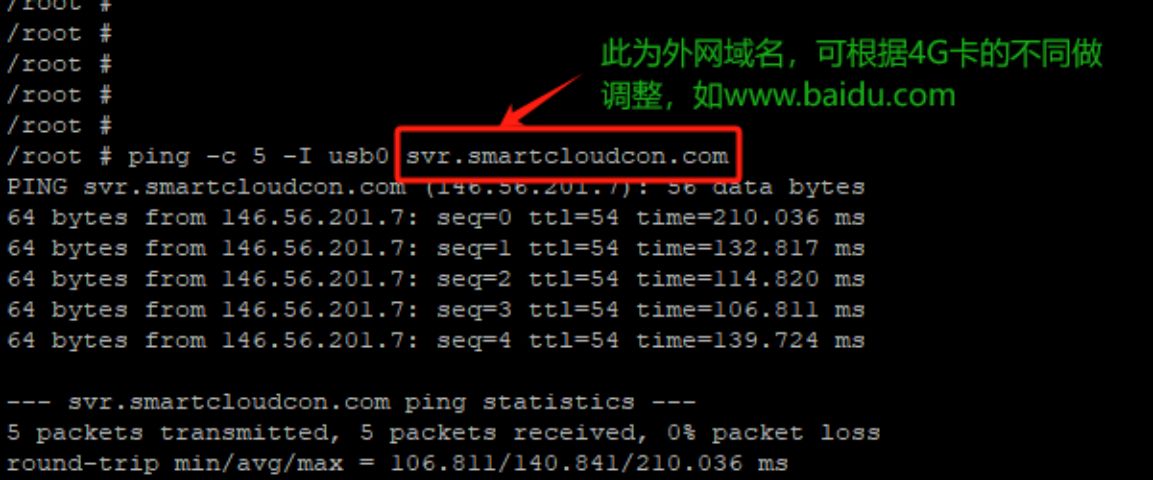 /root #
/root #
/root #
/root #
/root #
此为外网域名，可根据4G卡的不同做
调整，如www.baidu.com
/root # ping -c 5 -I usb0 svr.smartcloudcon.com
PING svr.smartcloudcon.com (146.56.201.7): 56 data bytes
64 bytes from 146.56.201.7: seq=0 ttl=54 time=210.036 ms
64 bytes from 146.56.201.7: seq=1 ttl=54 time=132.817 ms
64 bytes from 146.56.201.7: seq=2 ttl=54 time=114.820 ms
64 bytes from 146.56.201.7: seq=3 ttl=54 time=106.811 ms
64 bytes from 146.56.201.7: seq=4 ttl=54 time=139.724 ms
--- svr.smartcloudcon.com ping statistics ---
5 packets transmitted, 5 packets received, 0% packet loss
round-trip min/avg/max = 106.811/140.841/210.036 ms